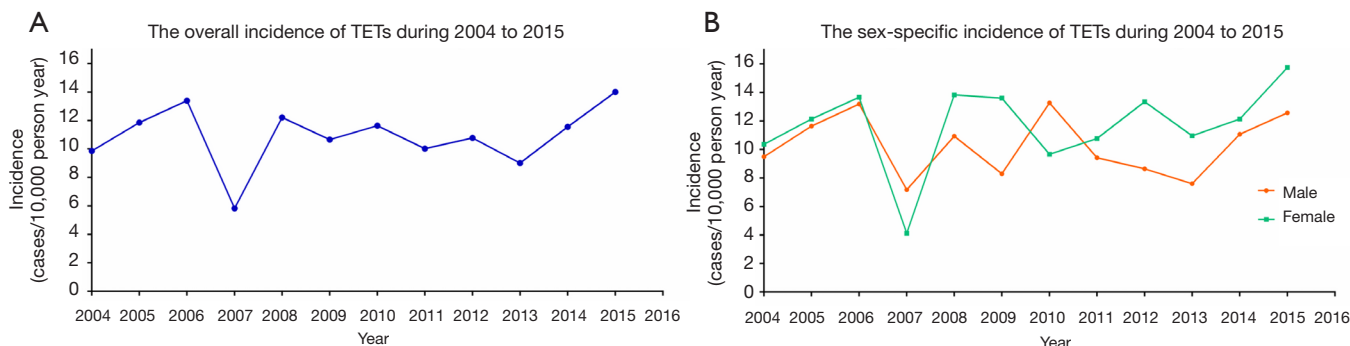 A
The overall incidence of TETs during 2004 to 2015
Incidence
(cases/10,000 person year)
16
14
12
10
8
6
4
2
0
2004 2005 2006 2007 2008 2009 2010 2011 2012 2013 2014 2015 2016
Year
B
The sex-specific incidence of TETs during 2004 to 2015
Incidence
(cases/10,000 person year)
16
14
12
10
8
6
4
2
0
Male
Female
2004 2005 2006 2007 2008 2009 2010 2011 2012 2013 2014 2015 2016
Year